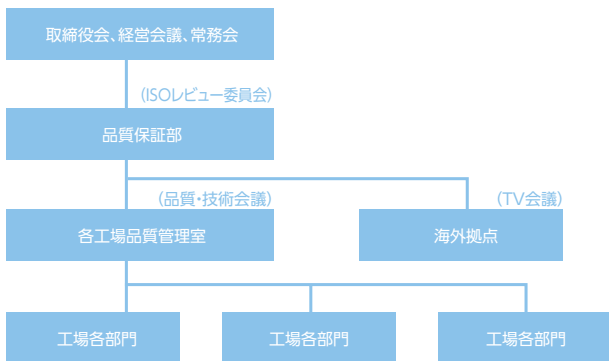 取締役会、経営会議、常務会
(ISOレビュー委員会)
品質保証部
(品質・技術会議)
(TV会議)
各工場品質管理室
海外拠点
工場各部門
工場各部門
工場各部門